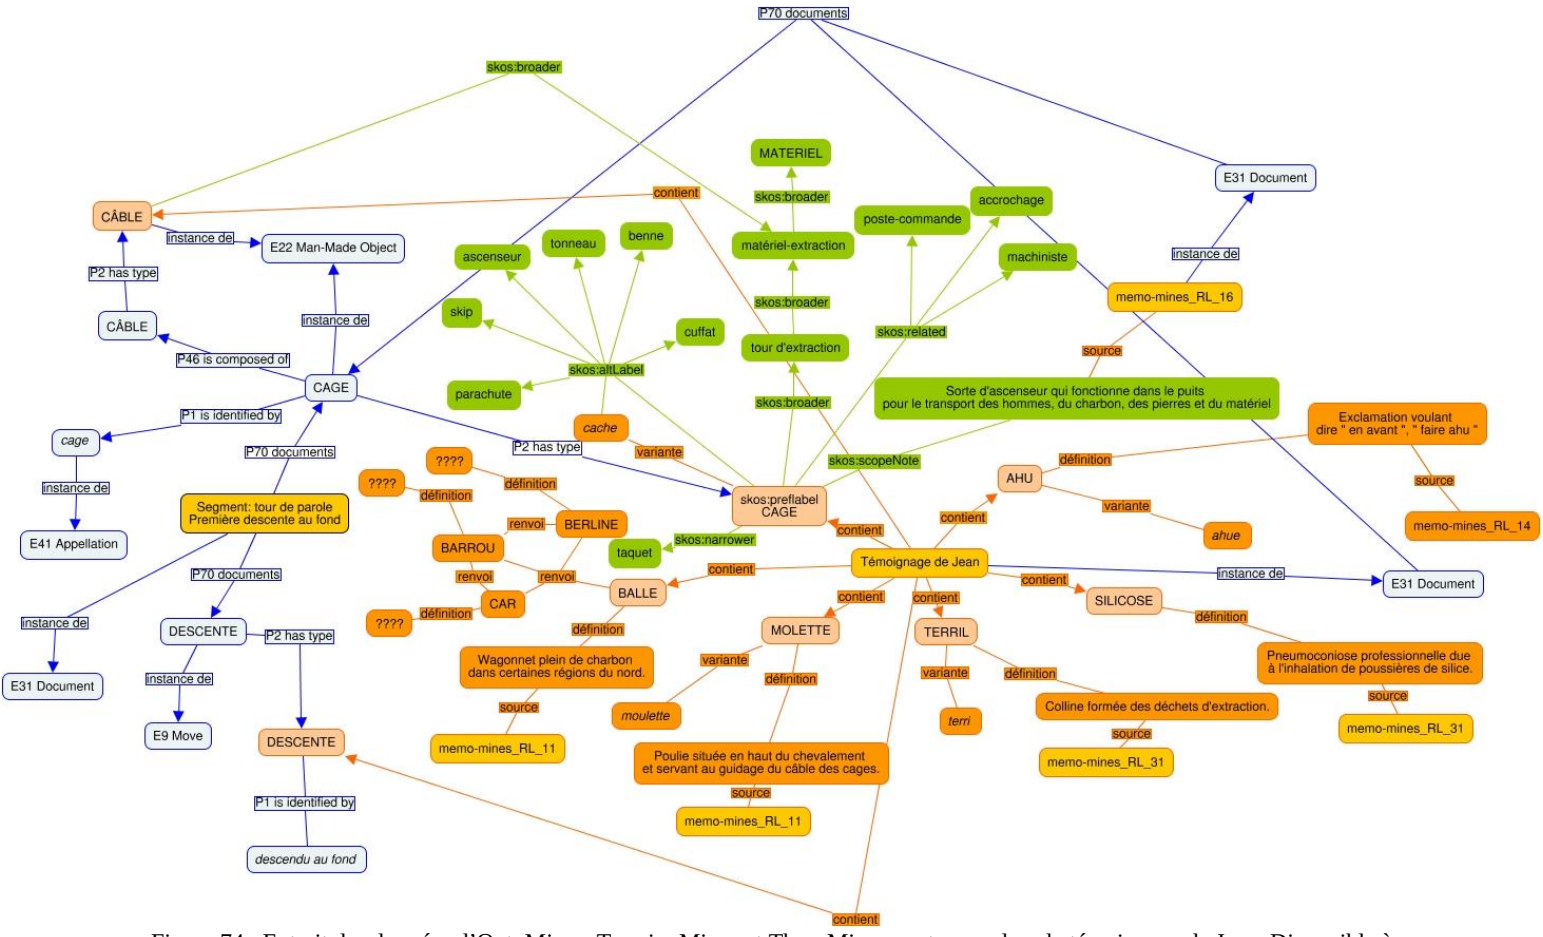 P70 documents
skos:broader
MATERIEL
skos:broader
E31 Document
contient
CÂBLE
accrochage
poste-commande
instance de
E22 Man-Made Object
tonneau
benne
ascenseur
matériel-extraction
machiniste
instance de
P2 has type
skos:broader
memo-mines_RL_16
CÂBLE
instance de
skip
cuffat
skos:related
tour d'extraction
source
P46 is composed of
skos:altLabel
CAGE
parachute
skos:broader
Sorte d'ascenseur qui fonctionne dans le puits
pour le transport des hommes, du charbon, des pierres et du matériel
P1 is identified by
cage
cache
Exclamation voulant
dire " en avant ", " faire ahu "
P70 documents
P2 has type
variante
skos:scopeNote
définition
????
????
définition
définition
AHU
source
instance de
skos:preflabel
CAGE
variante
Segment: tour de parole
Première descente au fond
renvoi
BERLINE
contient
contient
ahue
memo-mines_RL_14
E41 Appellation
BARROU
taquet
skos:narrower
Témoignage de Jean
P70 documents
renvoi
renvoi
contient
instance de
E31 Document
contient
BALLE
CAR
SILICOSE
contient
contient
définition
????
définition
instance de
DESCENTE
P2 has type
définition
MOLETTE
TERRIL
Wagonnet plein de charbon
dans certaines régions du nord.
variante
définition
variante
définition
Pneumoconiose professionnelle due
à l'inhalation de poussières de silice.
instance de
E31 Document
source
source
moulette
terri
Colline formée des déchets d'extraction.
memo-mines_RL_31
E9 Move
DESCENTE
memo-mines_RL_11
source
Poulie située en haut du chevalement
et servant au guidage du câble des cages.
memo-mines_RL_31
source
P1 is identified by
memo-mines_RL_11
descendu au fond
contient